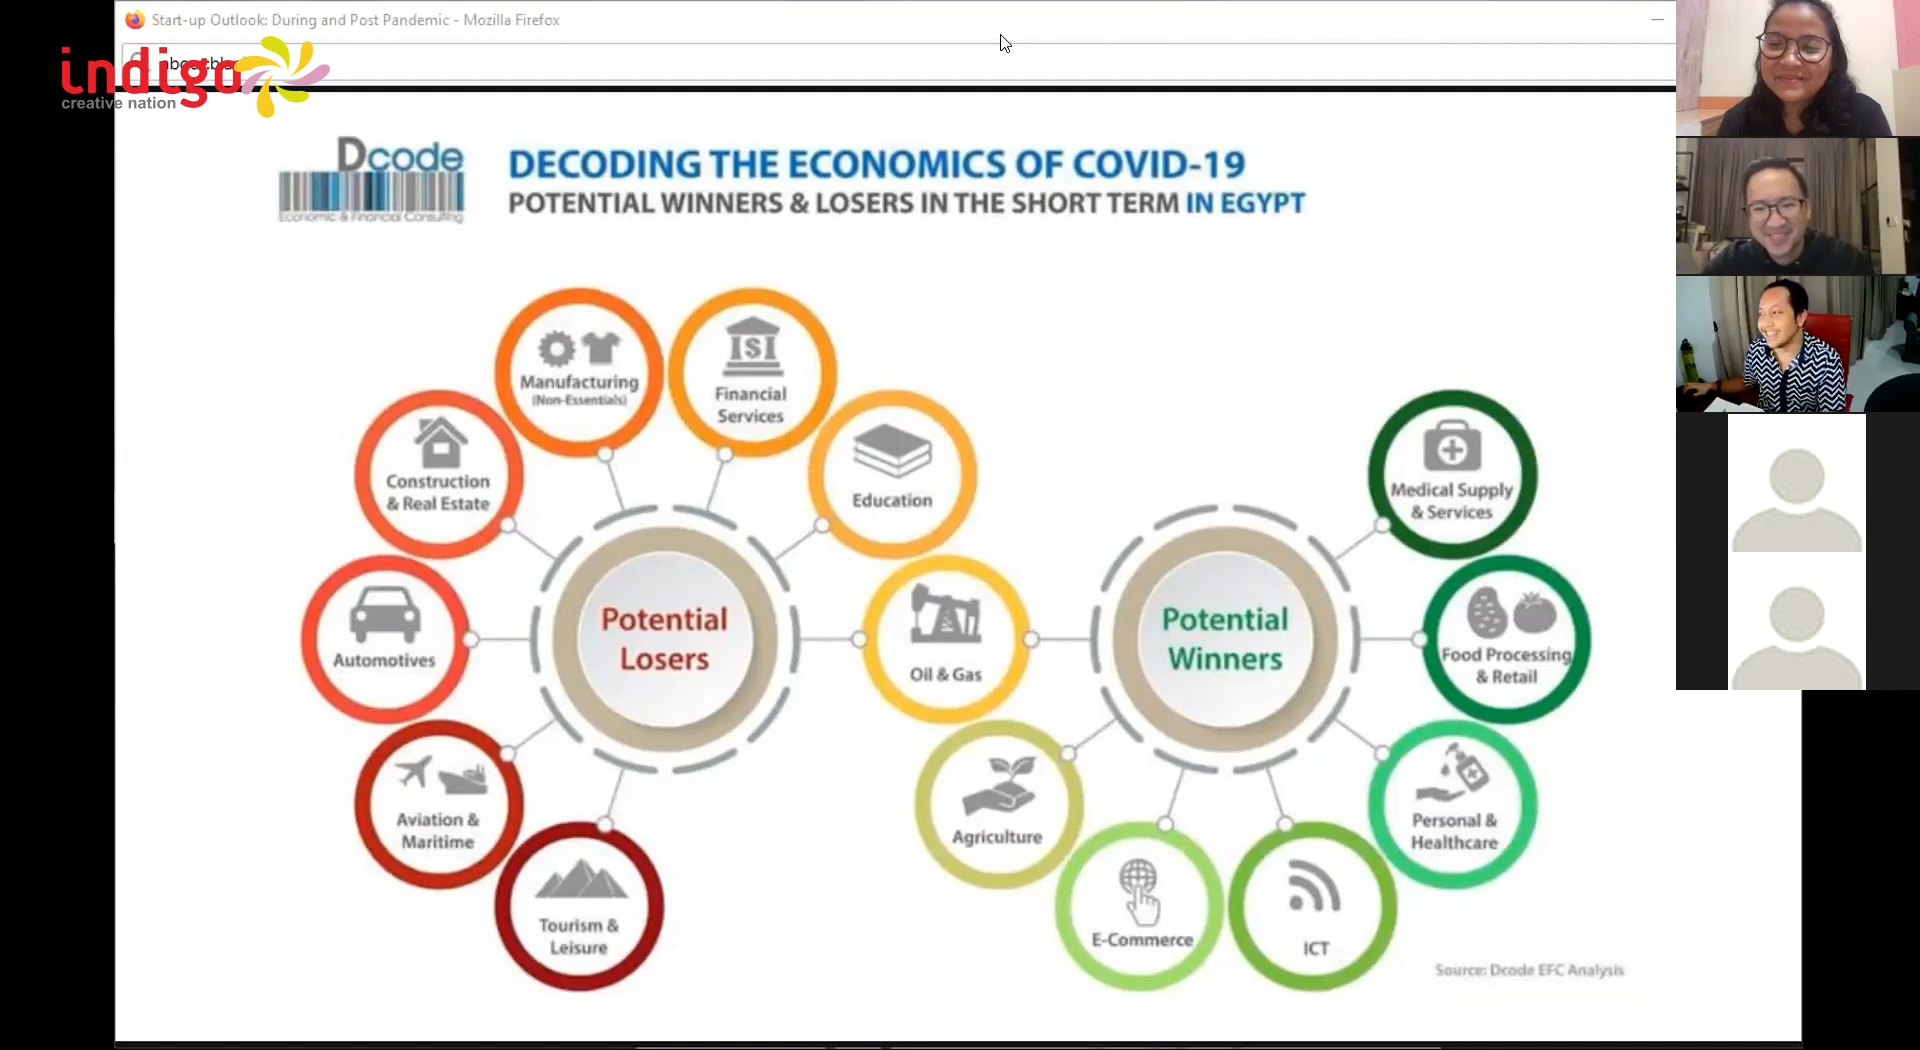 Start-up Outlook: During and Post Pandemic - Mozilla Firefox
indigo
creative nation
Dcode
Economic & Financial Consulting
DECODING THE ECONOMICS OF COVID-19
POTENTIAL WINNERS & LOSERS IN THE SHORT TERM IN EGYPT
Manufacturing
(Non-Essentials)
Financial
Services
Construction
& Real Estate
Education
Automotives
Potential
Losers
Oil & Gas
Aviation &
Maritime
Tourism &
Leisure
Potential
Winners
Medical Supply
& Services
Food Processing
& Retail
Personal &
Healthcare
Agriculture
E-Commerce
ICT
Source: Dcode EFC Analysis